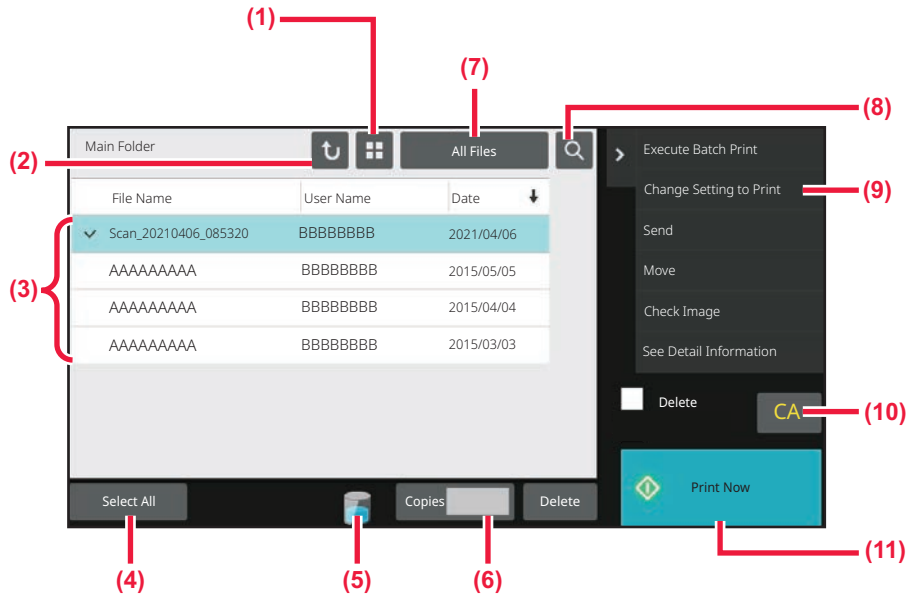 (1)
(7)
(8)
Main Folder
All Files
Execute Batch Print
(2)
File Name User Name Date
Change Setting to Print
(9)
Scan_20210406_085320 BBBBBBBB 2021/04/06
Send
(3)
AAAAAAAAA BBBBBBBB 2015/05/05
Move
AAAAAAAAA BBBBBBBB 2015/04/04
Check Image
AAAAAAAAA BBBBBBBB 2015/03/03
See Detail Information
Delete
CA
(10)
Select All
Copies
Delete
Print Now
(11)
(4)
(5)
(6)